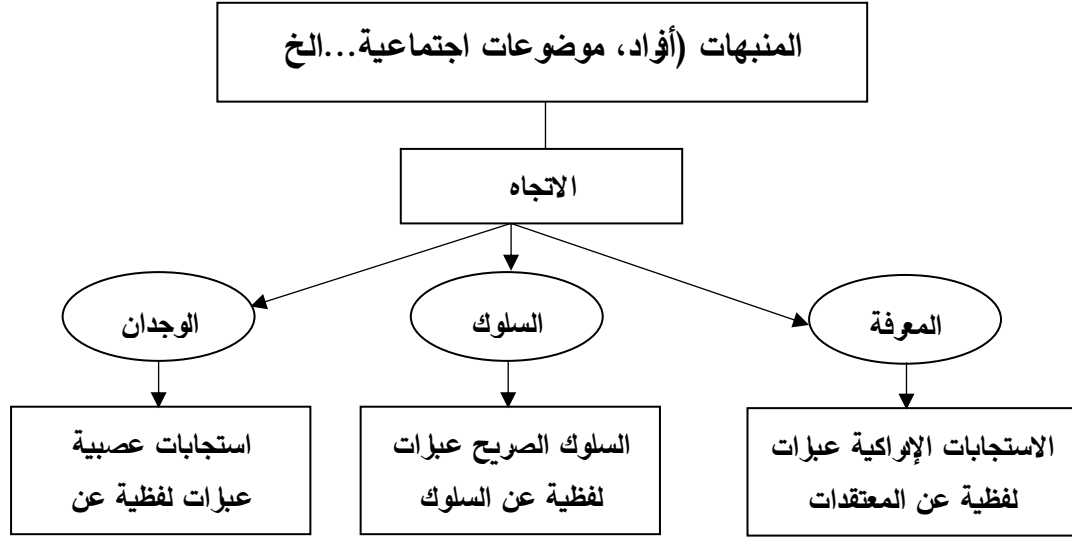 المنبهات (أفراد، موضوعات اجتماعية...الخ
الاتجاه
المعرفة
السلوك
الوجدان
الاستجابات الإدراكية عبارات
لفظية عن المعتقدات
السلوك الصريح عبارات
لفظية عن السلوك
استجابات عصبية
عبارات لفظية عن